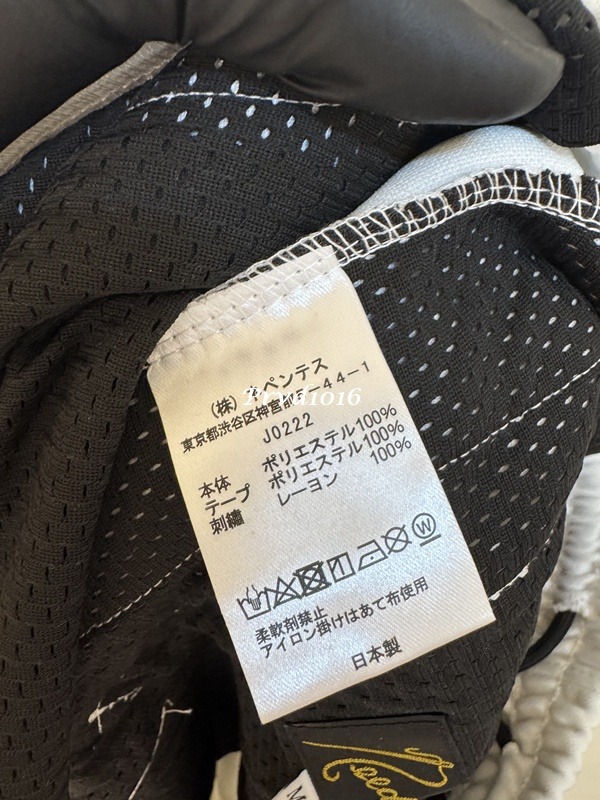 (株)ネペンテス
Pryd1016
東京都渋谷区神宮前 44-1
J0222
本体 ポリエステル100%
テープ ポリエステル100%
刺繍 レーヨン 100%
W
柔軟剤禁止
アイロン掛けはあて布使用
日本製
M